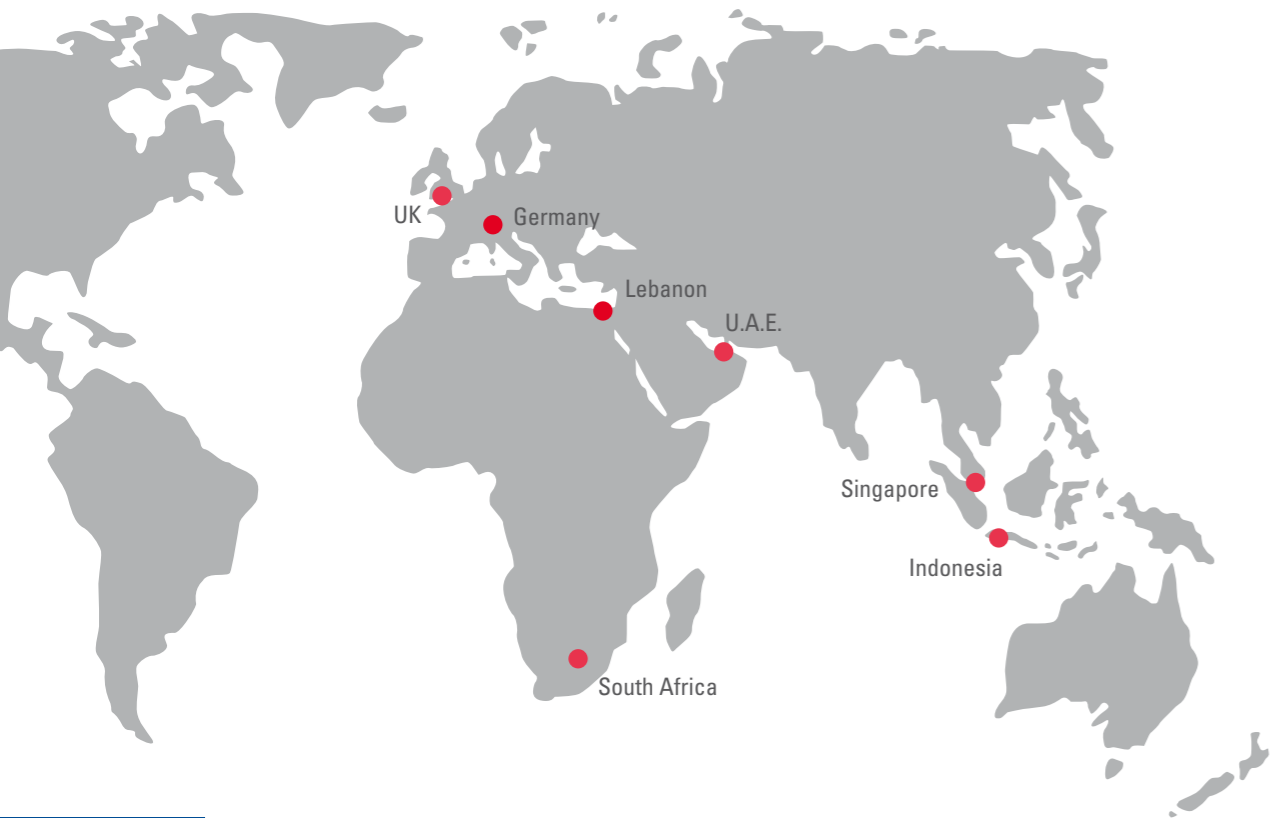 UK
Germany
Lebanon
U.A.E.
Singapore
Indonesia
South Africa